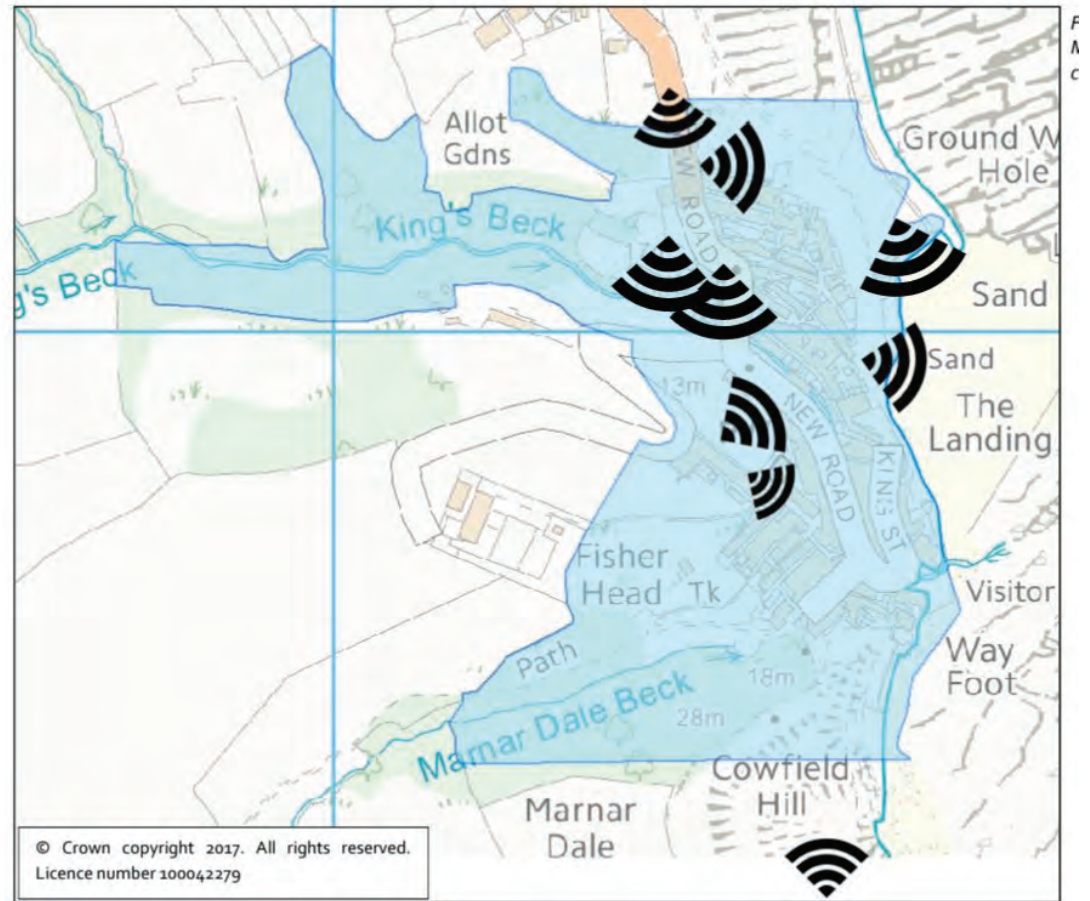 F
M
c
Allot
Gdns
Ground W
Hole
ROAD
King's Beck
g's Beck
Sand
Sand
The
Landing
13m
NEW ROAD
KING ST
Fisher
Head
Tk
Visitor
Path
Way
Foot
18m
28m
Marnar Dale Beck
Cowfield
Hill
Marnar
Dale
© Crown copyright 2017. All rights reserved.
Licence number 100042279